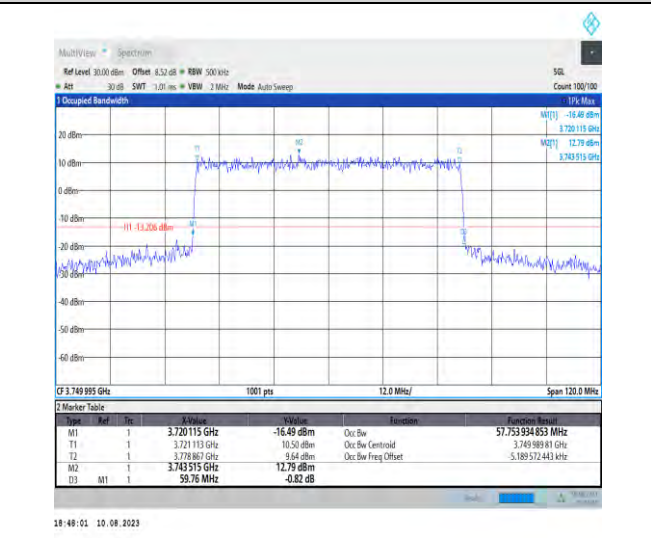 MultiView Spectrum
Ref Level 30.00 dBm Offset 8.52 dB RBW 500 kHz SGL
Att 30 dB SWT 1.01 ms VBW 2 MHz Mode Auto Sweep Count 100/100
1 Occupied Bandwidth 1Pk Max
M1[1] -16.49 dBm
3.720 115 GHz
M2[1] 12.79 dBm
3.743 515 GHz
20 dBm
T1 M2 T2
10 dBm
0 dBm
-10 dBm
H1 -13.206 dBm M1
D3
-20 dBm
-30 dBm
-40 dBm
-50 dBm
-60 dBm
CF 3.749 995 GHz 1001 pts 12.0 MHz/ Span 120.0 MHz
2 Marker Table
Type Ref Trc X-Value Y-Value Function Function Result
M1 1 3.720 115 GHz -16.49 dBm Occ Bw 57.753 934 853 MHz
T1 1 3.721 113 GHz 10.50 dBm Occ Bw Centroid 3.749 989 81 GHz
T2 1 3.778 867 GHz 9.64 dBm Occ Bw Freq Offset -5.189 572 443 kHz
M2 1 3.743 515 GHz 12.79 dBm
D3 M1 1 59.76 MHz -0.82 dB
18:48:01 10.08.2023